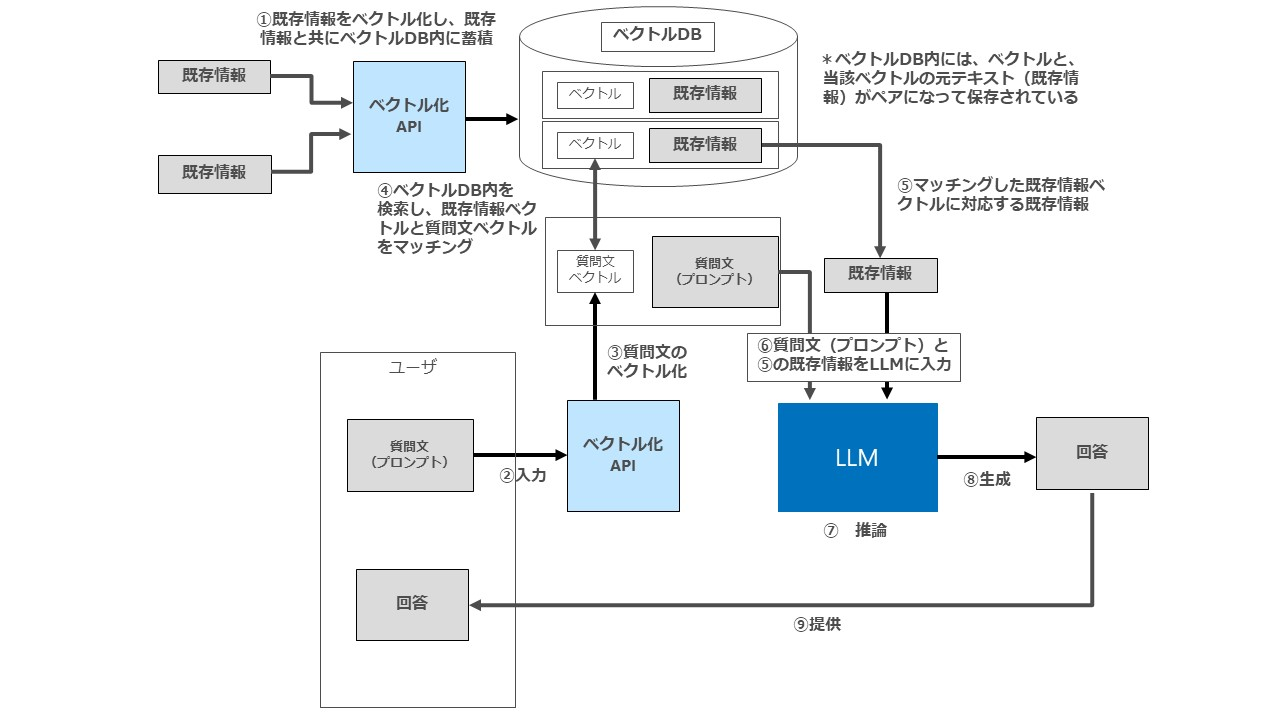 ①既存情報をベクトル化し、既存
情報と共にベクトルDB内に蓄積
ベクトルDB
既存情報
ベクトル化
API
既存情報
ベクトル
既存情報
ベクトル
既存情報
＊ベクトルDB内には、ベクトルと、
当該ベクトルの元テキスト（既存情
報）がペアになって保存されている
④ベクトルDB内を
検索し、既存情報ベク
トルと質問文ベクトル
をマッチング
⑤マッチングした既存情報ベ
クトルに対応する既存情報
質問文
ベクトル
質問文
（プロンプト）
既存情報
③質問文の
ベクトル化
⑥質問文（プロンプト）と
⑤の既存情報をLLMに入力
ユーザ
質問文
（プロンプト）
②入力
ベクトル化
API
LLM
⑦　推論
⑧生成
回答
回答
⑨提供